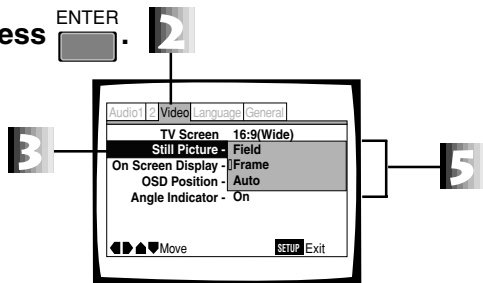 ENTER
ess .
2
Audio1 2 Video Language General
TV Screen 16:9(Wide)
3
Still Picture - Field
On Screen Display - Frame
5
OSD Position - Auto
Angle Indicator - On
Move SETUP Exit